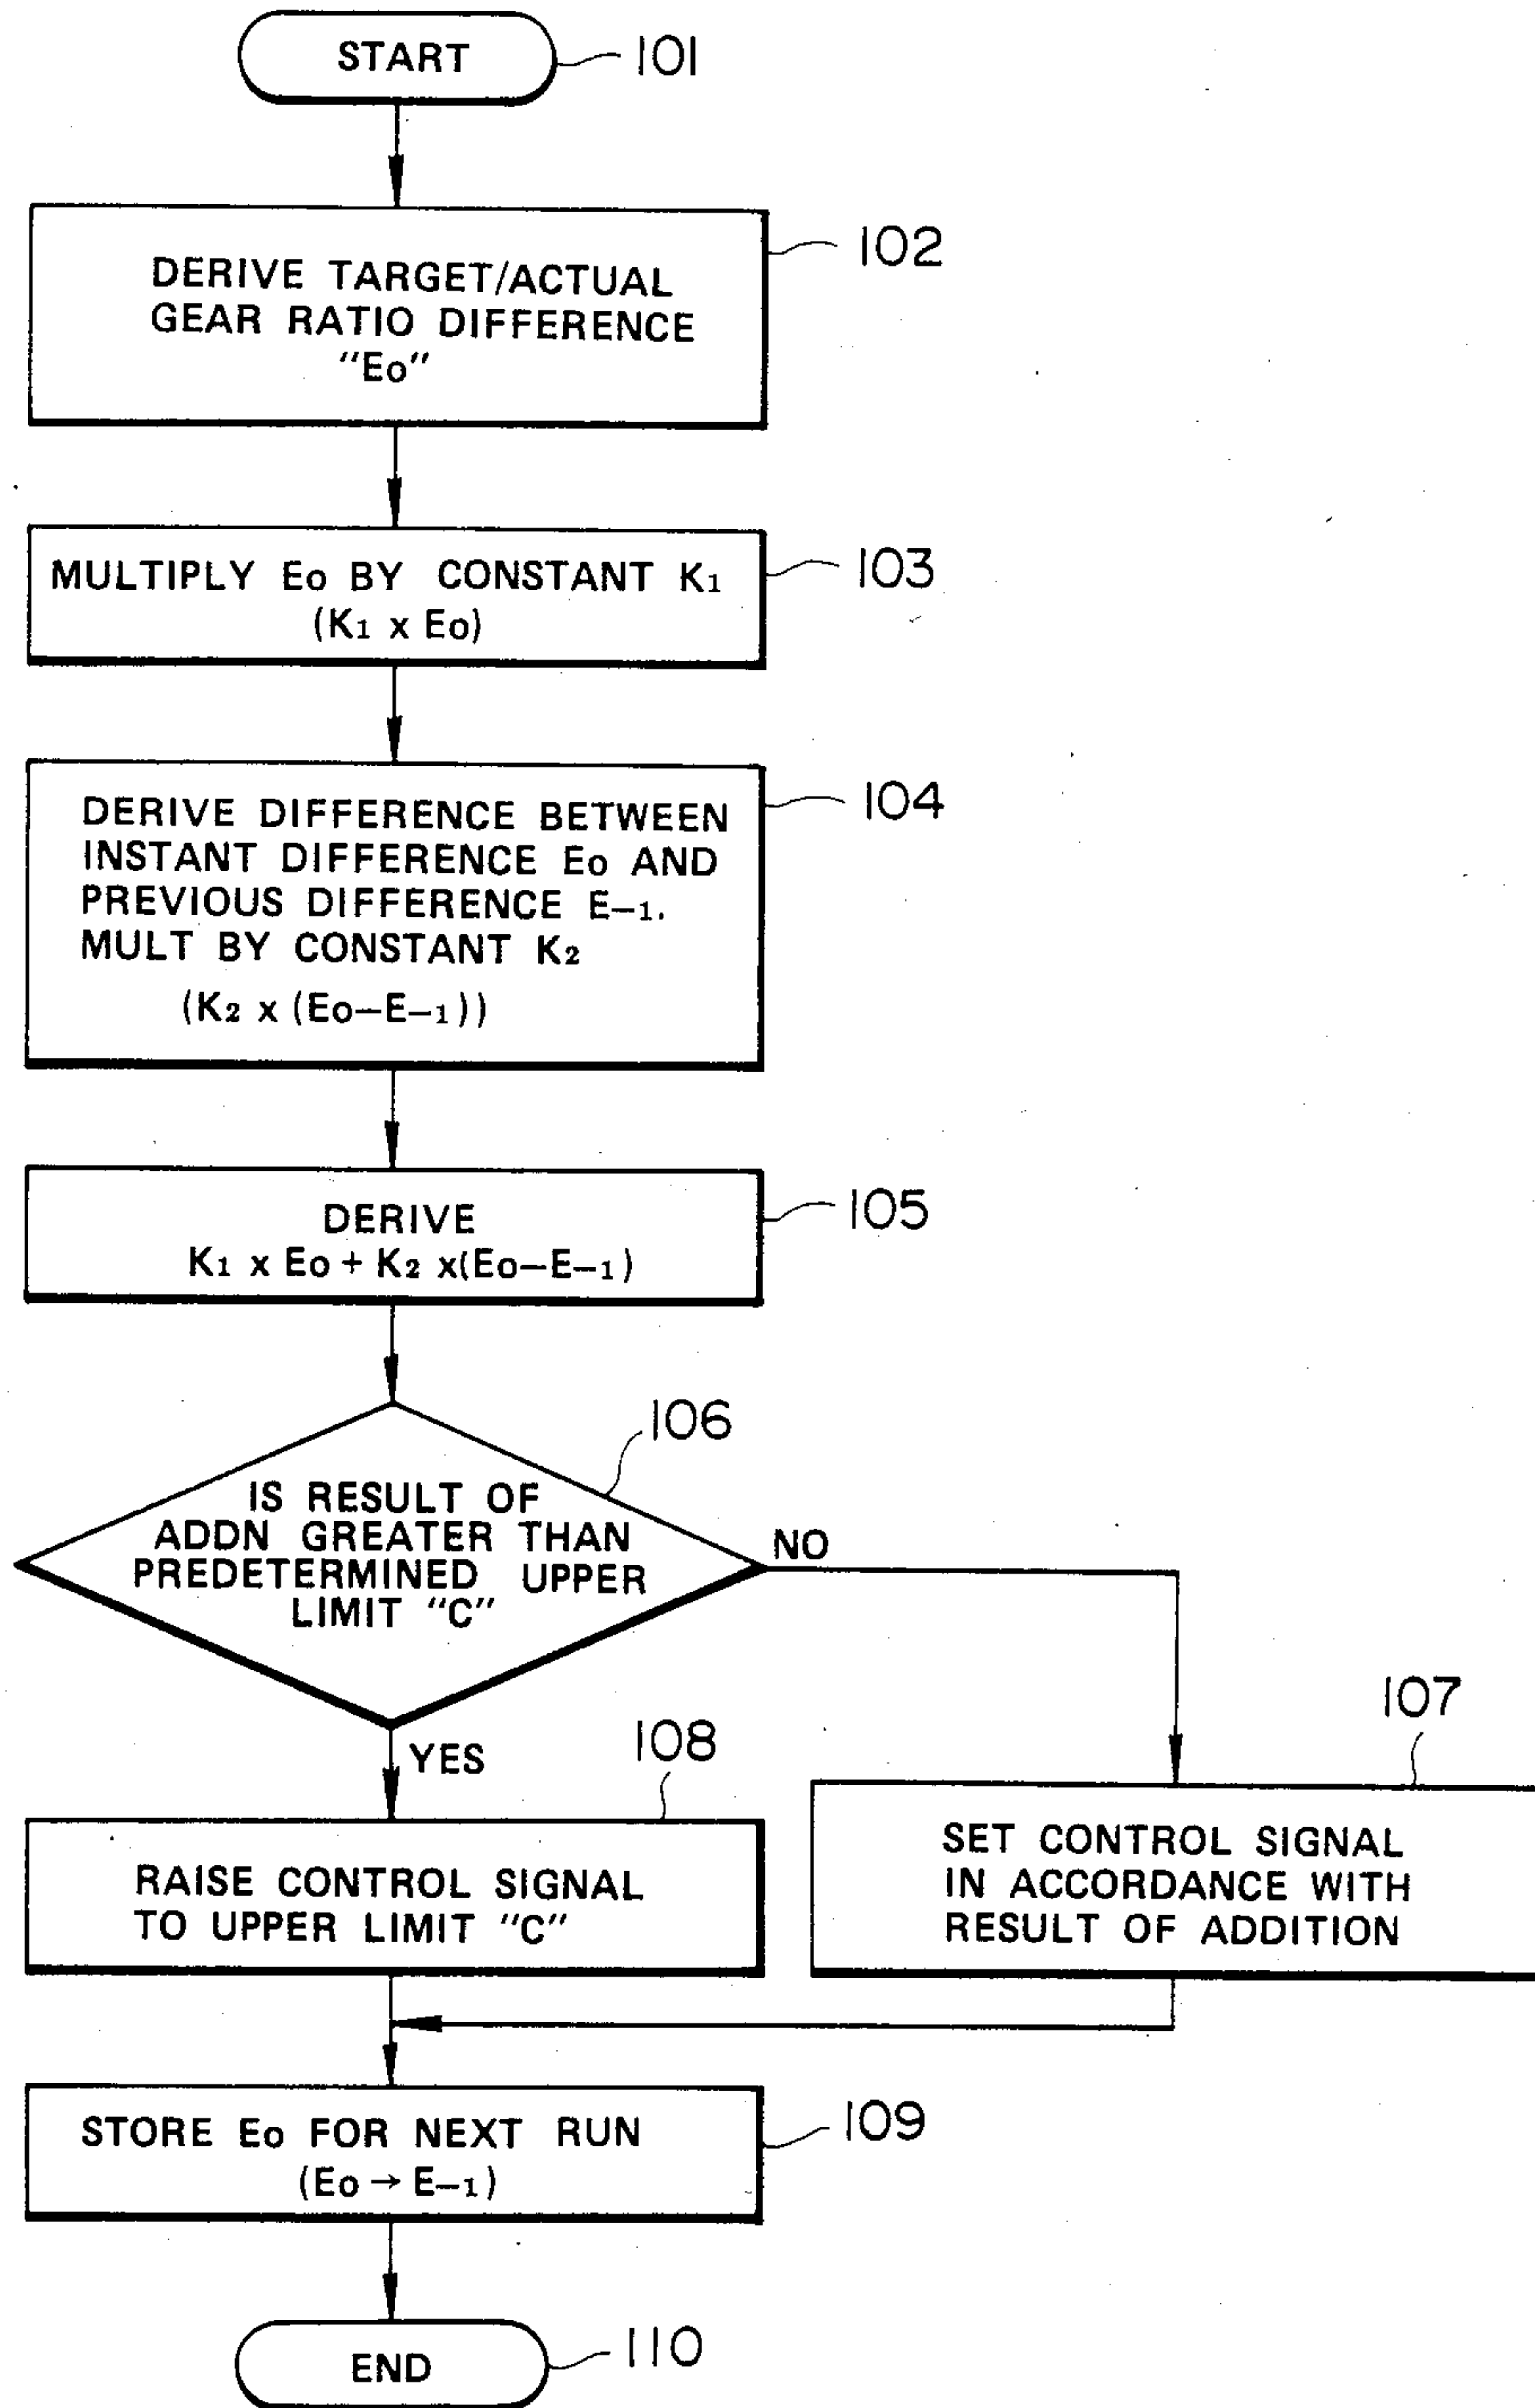 START
101
DERIVE TARGET/ACTUAL
GEAR RATIO DIFFERENCE
"Eo"
102
MULTIPLY Eo BY CONSTANT K1
(K1 x Eo)
103
DERIVE DIFFERENCE BETWEEN
INSTANT DIFFERENCE Eo AND
PREVIOUS DIFFERENCE E-1.
MULT BY CONSTANT K2
(K2 x (Eo-E-1))
104
DERIVE
K1 x Eo + K2 x(Eo-E-1)
105
106
IS RESULT OF
ADDN GREATER THAN
PREDETERMINED UPPER
LIMIT "C"
NO
YES
108
107
RAISE CONTROL SIGNAL
TO UPPER LIMIT "C"
SET CONTROL SIGNAL
IN ACCORDANCE WITH
RESULT OF ADDITION
STORE Eo FOR NEXT RUN
(Eo → E-1)
109
END
110